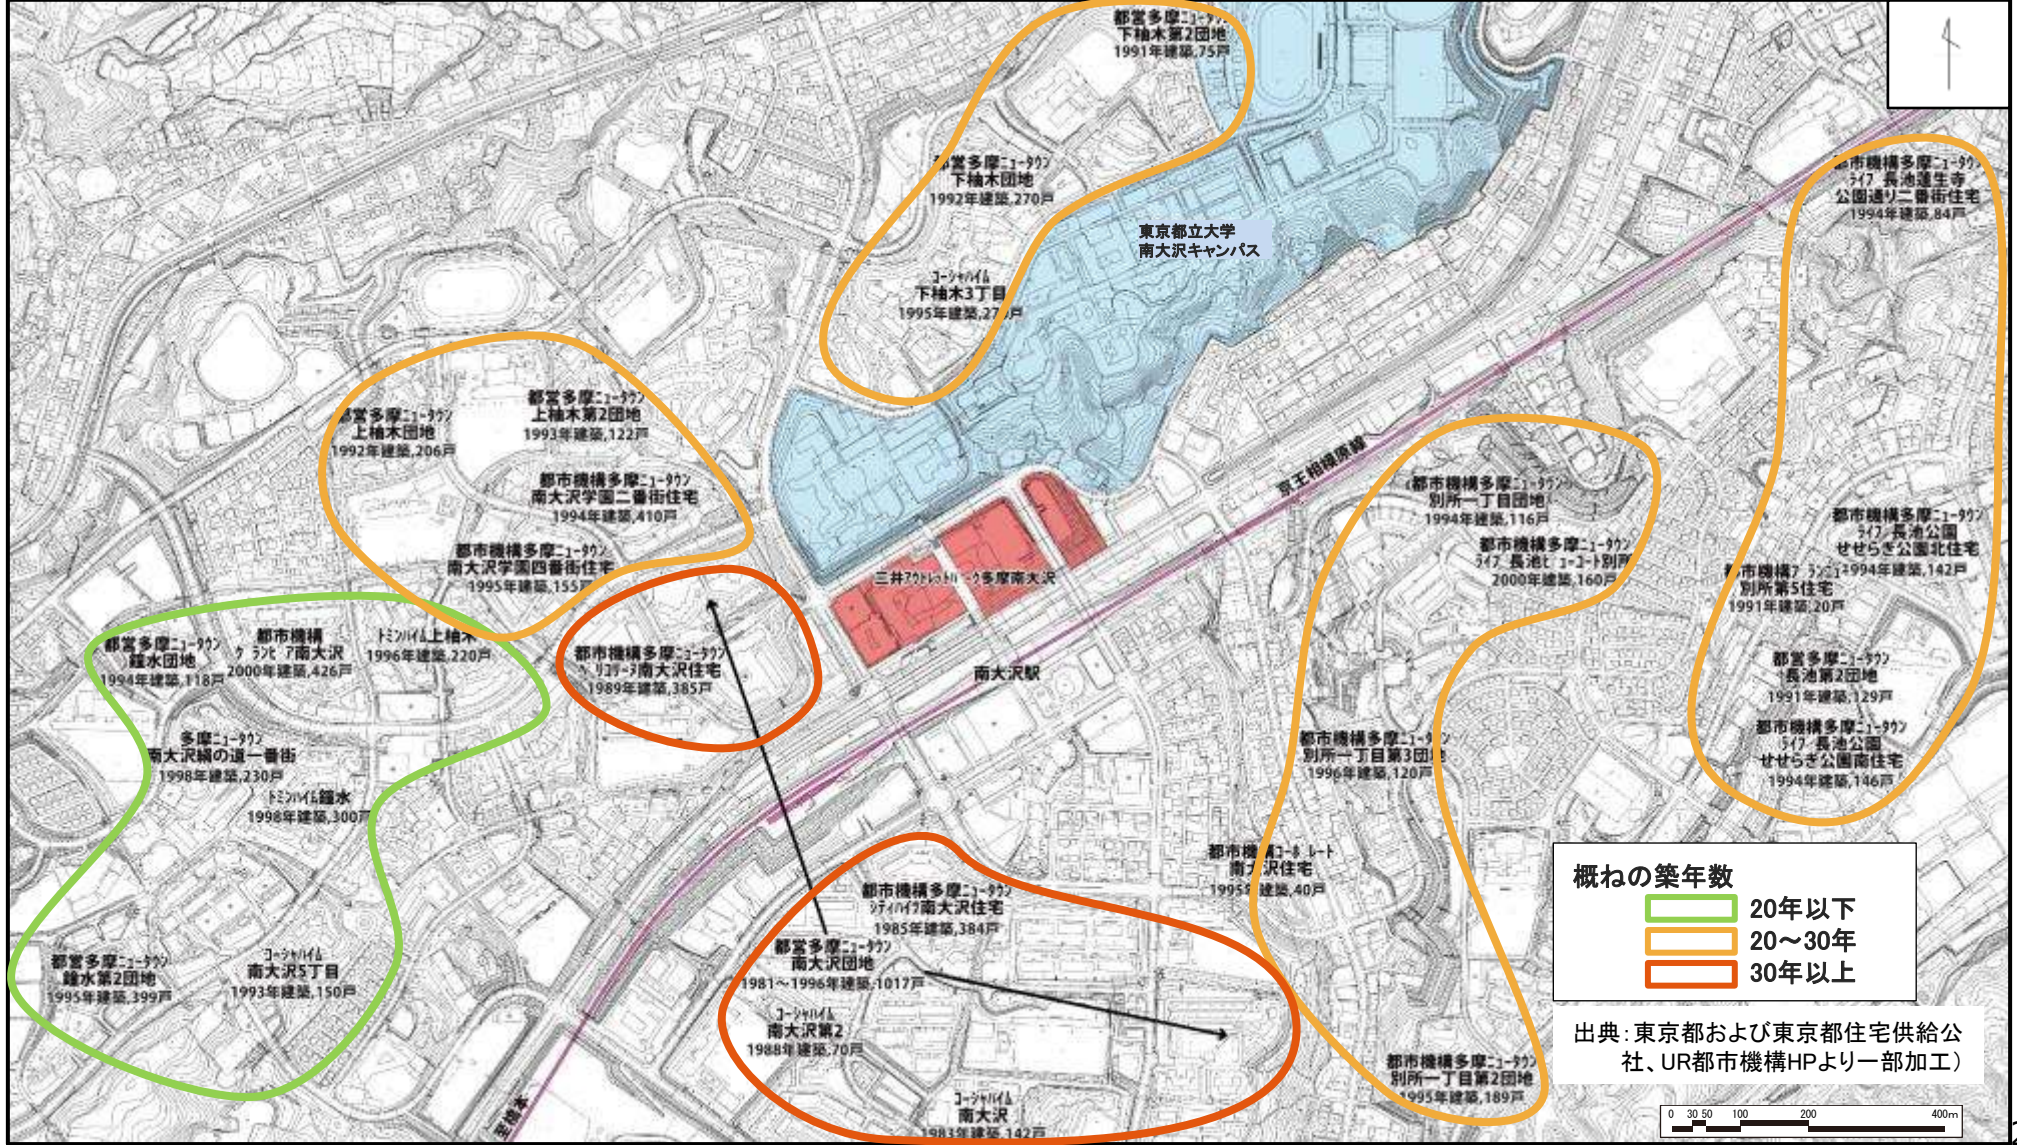 都営多摩ニュータウン
下柚木第2団地
1991年建築,75戸
都営多摩ニュータウン
下柚木団地
1992年建築,270戸
コーシャハイム
下柚木3丁目
1995年建築,
東京都立大学
南大沢キャンパス
都市機構多摩ニュータウン
ライフ 長池蓮生寺
公園通り二番街住宅
1994年建築,84戸
都営多摩ニュータウン
上柚木団地
1992年建築,206戸
都営多摩ニュータウン
上柚木第2団地
1993年建築,122戸
都市機構多摩ニュータウン
南大沢学園二番街住宅
1994年建築,410戸
都市機構多摩ニュータウン
南大沢学園四番街住宅
1995年建築,155戸
京王相模原線
三井アウトレットパーク多摩南大沢
南大沢駅
都市機構多摩ニュータウン
別所一丁目団地
1994年建築,116戸
都市機構多摩ニュータウン
ライフ 長池ビューコート別所
2000年建築,160戸
都市機構多摩ニュータウン
ライフ 長池公園
せせらぎ公園北住宅
1994年建築,142戸
別所第5住宅
1991年建築,20戸
都営多摩ニュータウン
長池第2団地
1991年建築,129戸
都市機構多摩ニュータウン
ライフ 長池公園
せせらぎ公園南住宅
1994年建築,146戸
都営多摩ニュータウン
鑓水団地
1994年建築,118戸
都市機構
南大沢
2000年建築,426戸
トミンハイム上柚木
1996年建築,220戸
都市機構多摩ニュータウン
ベリコリーヌ南大沢住宅
1989年建築,385戸
多摩ニュータウン
南大沢絹の道一番街
1998年建築,230戸
トミンハイム鑓水
1998年建築,300戸
都市機構多摩ニュータウン
別所一丁目第3団地
1996年建築,120戸
都市機構
南大沢住宅
1995年建築,40戸
都市機構多摩ニュータウン
シティハイツ南大沢住宅
1985年建築,384戸
都営多摩ニュータウン
南大沢団地
1981～1996年建築,1017戸
コーシャハイム
南大沢第2
1988年建築,70戸
コーシャハイム
南大沢
1983年建築,142戸
都営多摩ニュータウン
鑓水第2団地
1995年建築,399戸
コーシャハイム
南大沢5丁目
1993年建築,150戸
至橋本
都市機構多摩ニュータウン
別所一丁目第2団地
1995年建築,189戸
概ねの築年数
20年以下
20～30年
30年以上
出典：東京都および東京都住宅供給公
社、UR都市機構HPより一部加工）
0 30 50 100 200 400m